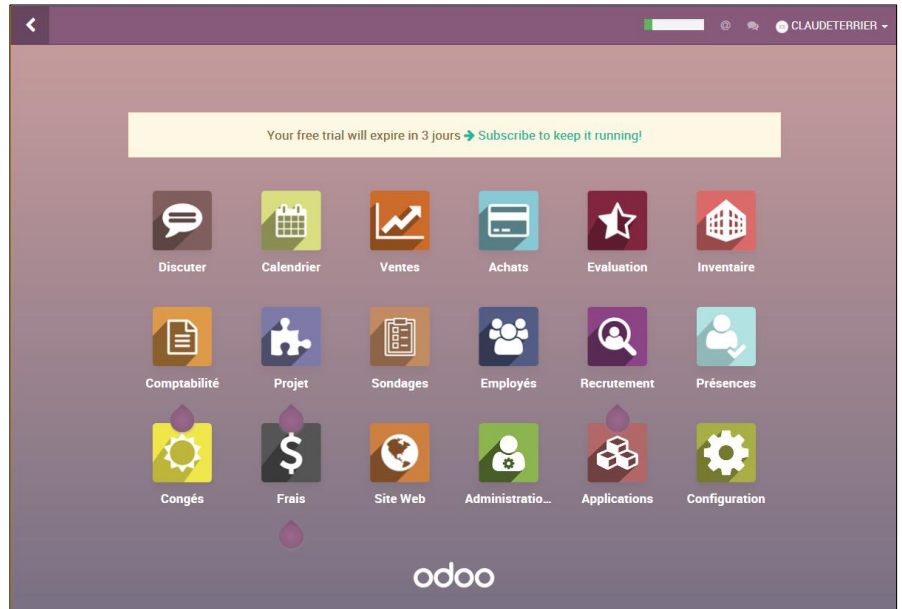 @ CLAUDETERRIER
Your free trial will expire in 3 jours → Subscribe to keep it running!
Discuter Calendrier Ventes Achats Evaluation Inventaire
Comptabilité Projet Sondages Employés Recrutement Présences
Congés Frais Site Web Administratio... Applications Configuration
odoo